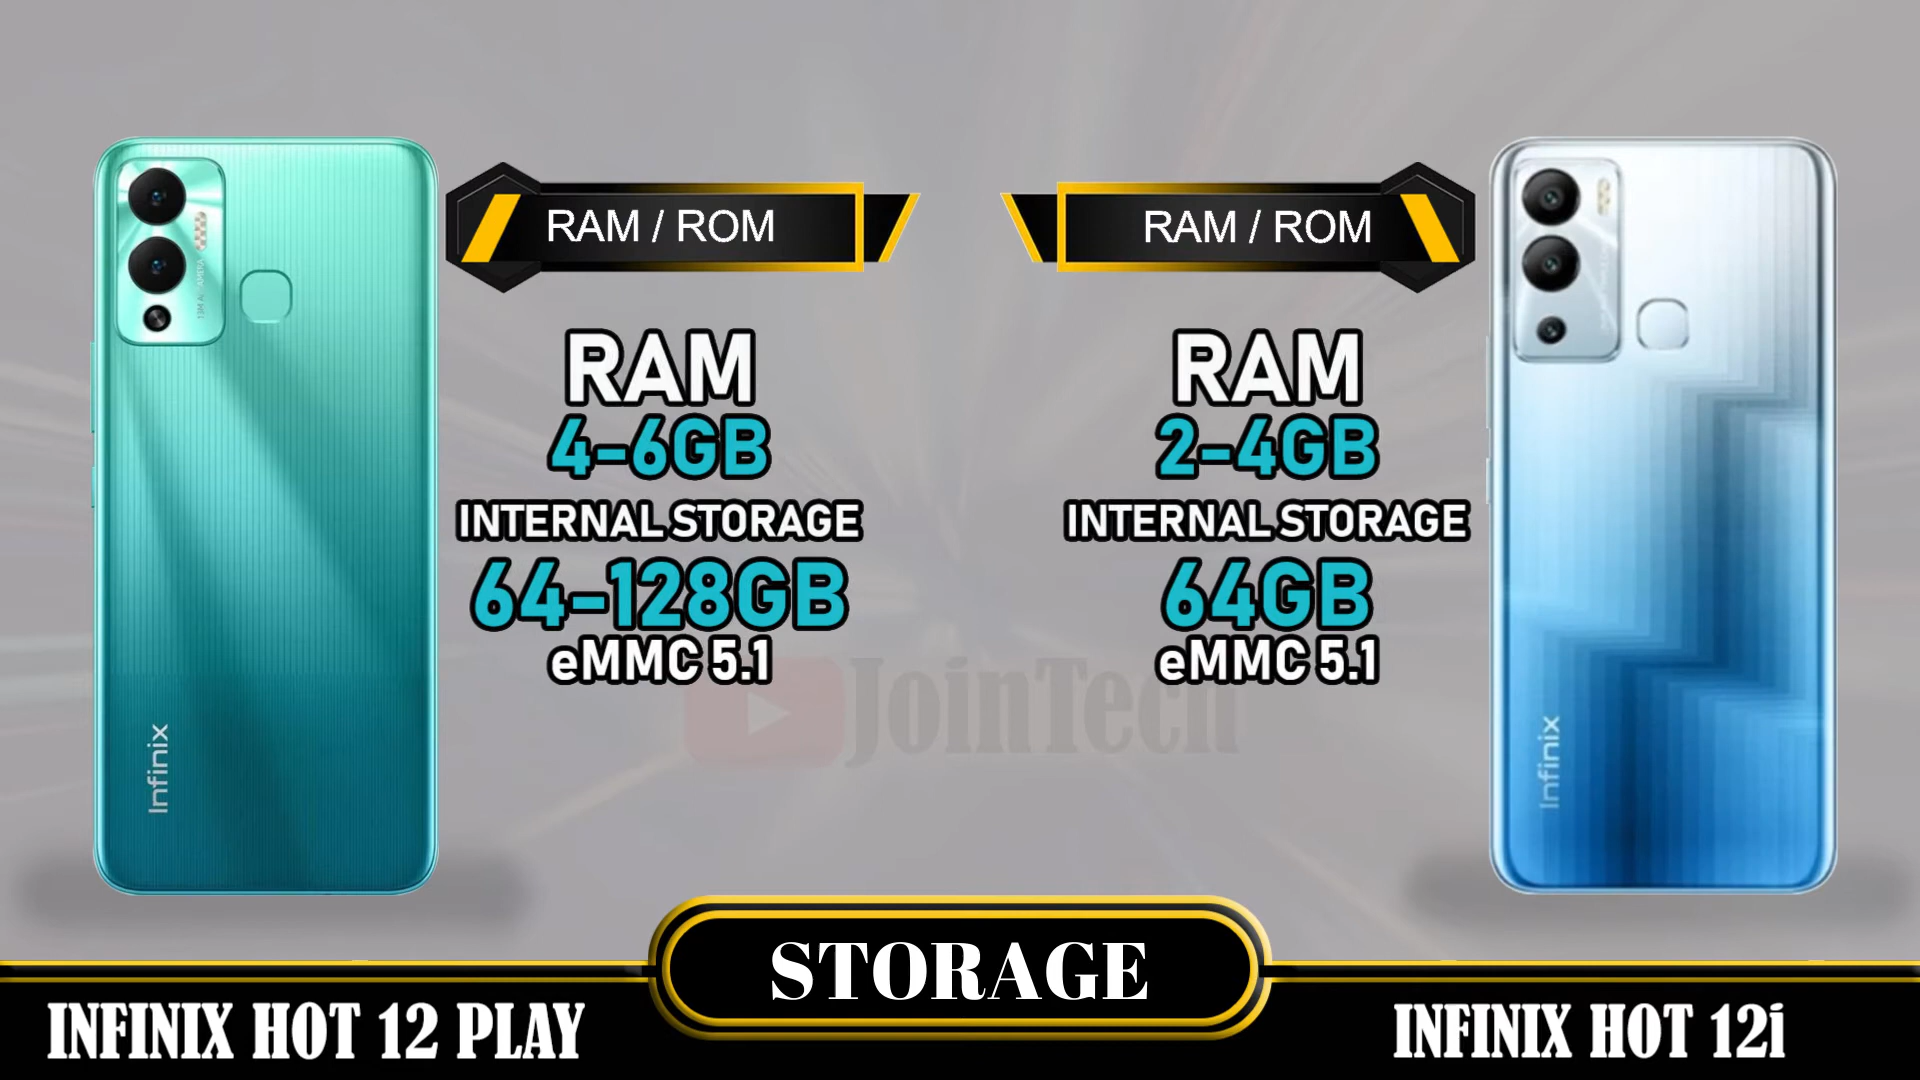 RAM / ROM
RAM
4-6GB
INTERNAL STORAGE
64-128GB
eMMC 5.1
RAM / ROM
RAM
2-4GB
INTERNAL STORAGE
64GB
eMMC 5.1
JoinTech
Infinix
Infinix
STORAGE
INFINIX HOT 12 PLAY
INFINIX HOT 12i